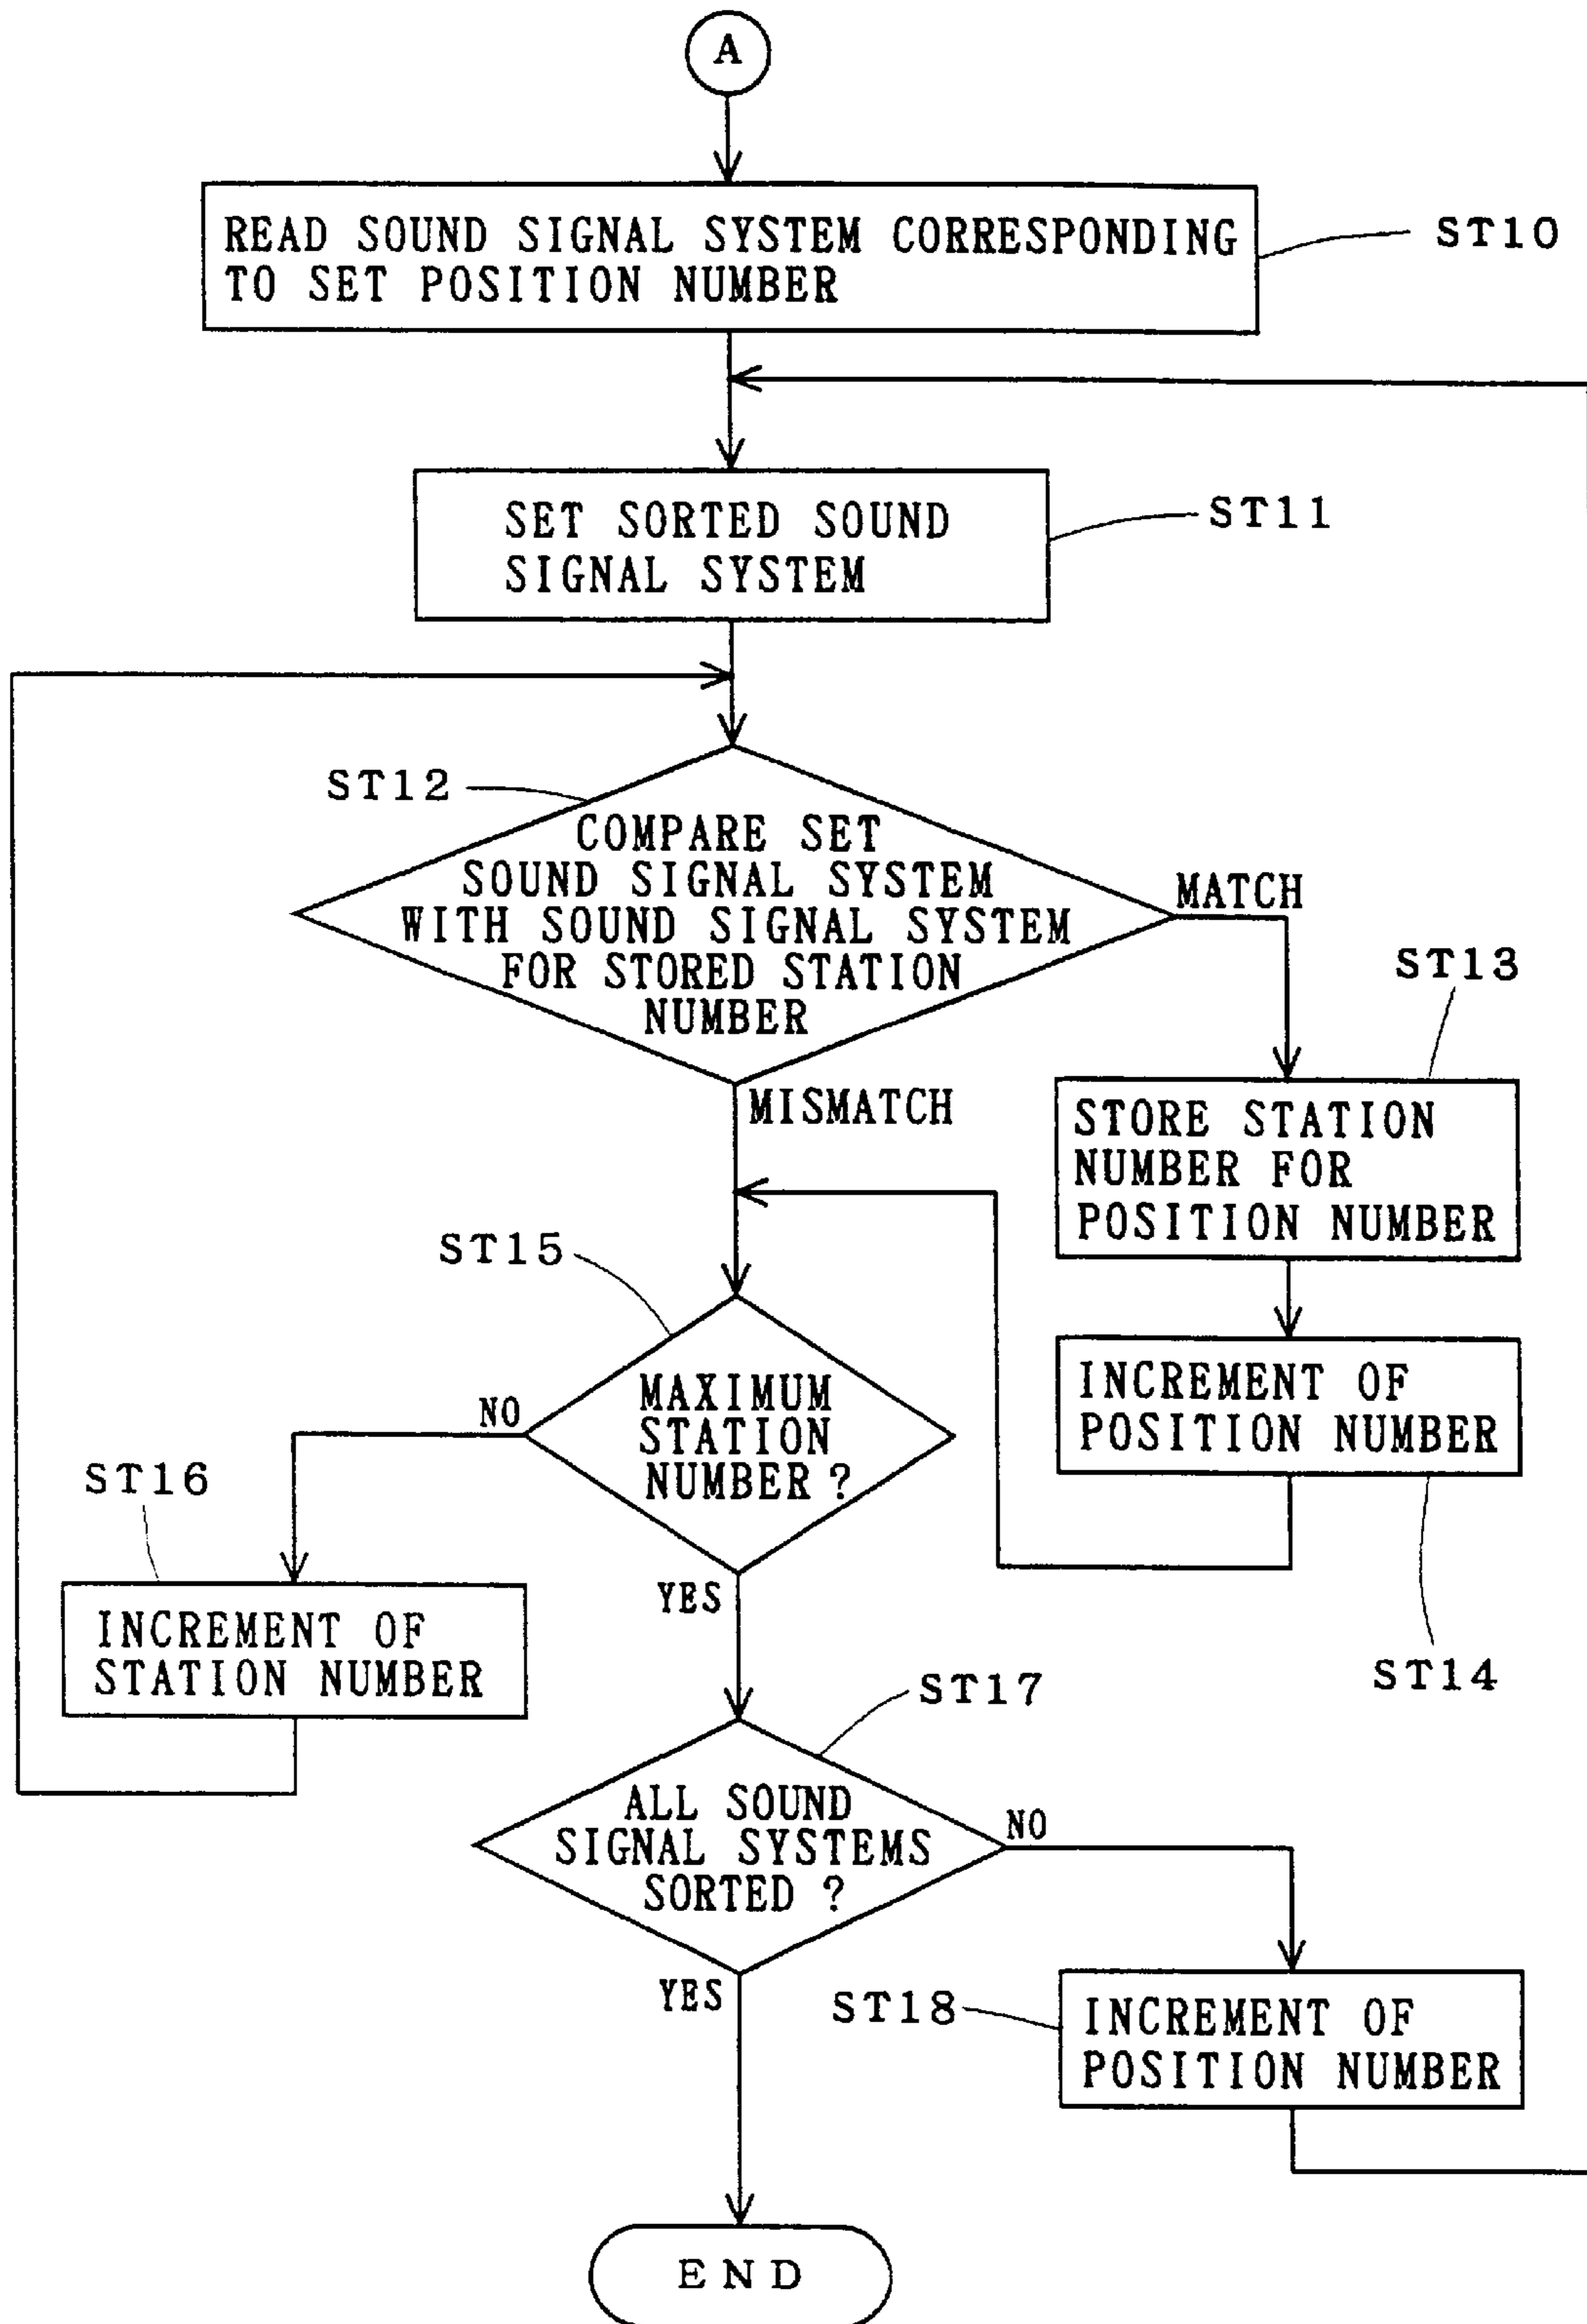 A
READ SOUND SIGNAL SYSTEM CORRESPONDING
TO SET POSITION NUMBER
ST10
SET SORTED SOUND
SIGNAL SYSTEM
ST11
ST12
COMPARE SET
SOUND SIGNAL SYSTEM
WITH SOUND SIGNAL SYSTEM
FOR STORED STATION
NUMBER
MATCH
MISMATCH
ST13
STORE STATION
NUMBER FOR
POSITION NUMBER
INCREMENT OF
POSITION NUMBER
ST14
ST15
MAXIMUM
STATION
NUMBER ?
NO
YES
ST16
INCREMENT OF
STATION NUMBER
ST17
ALL SOUND
SIGNAL SYSTEMS
SORTED ?
NO
YES
ST18
INCREMENT OF
POSITION NUMBER
END